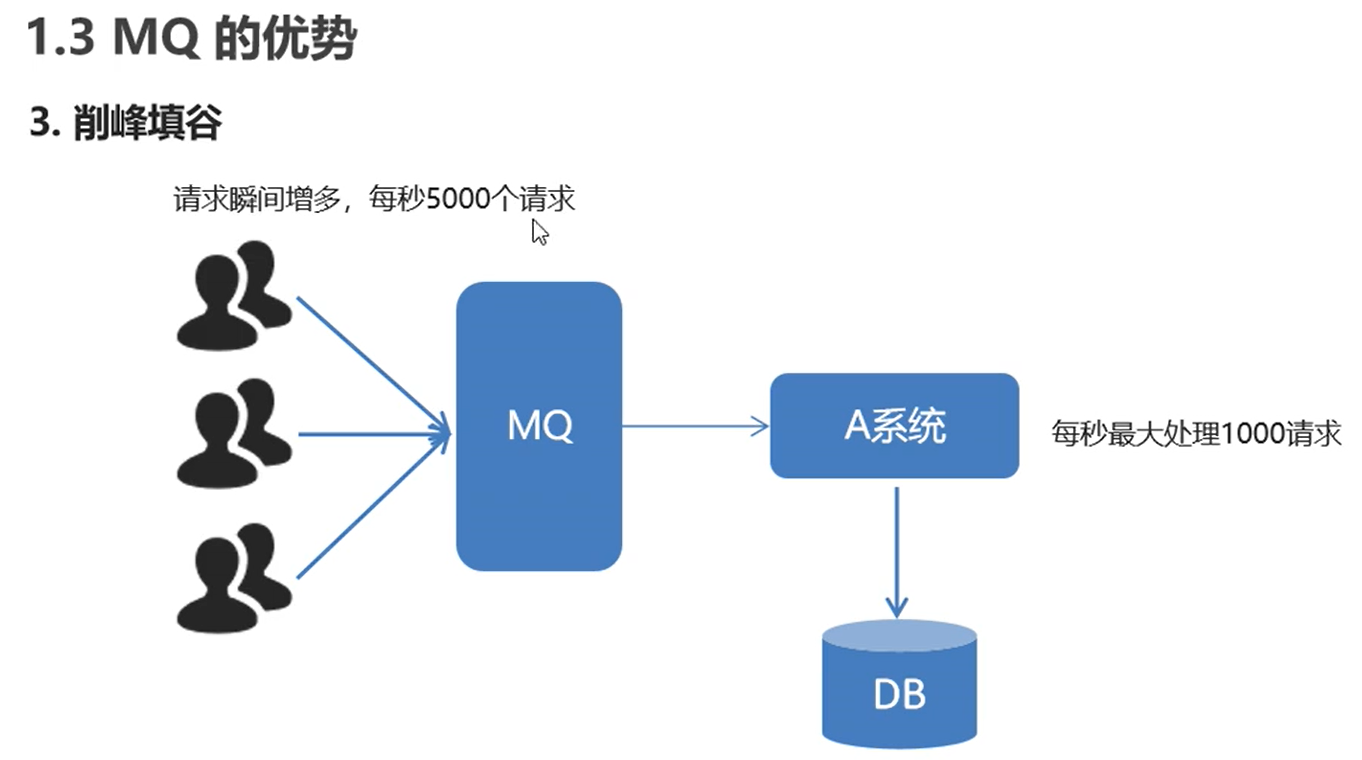 1.3 MQ 的优势
3. 削峰填谷
请求瞬间增多，每秒5000个请求
MQ
A系统
每秒最大处理1000请求
DB